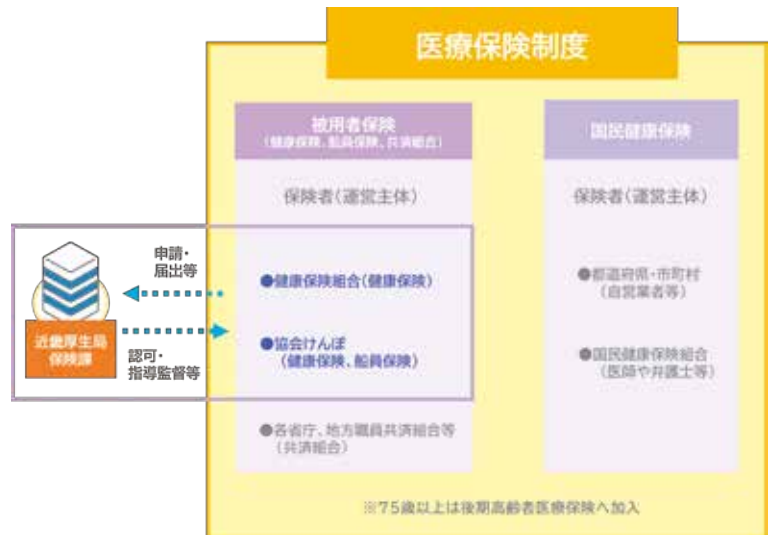 医療保険制度
被用者保険
(健康保険、船員保険、共済組合)
保険者(運営主体)
●健康保険組合(健康保険)
●協会けんぽ
(健康保険、船員保険)
●各省庁、地方職員共済組合等
(共済組合)
国民健康保険
保険者(運営主体)
●都道府県・市町村
(自営業者等)
●国民健康保険組合
(医師や弁護士等)
申請・
届出等
近畿厚生局
保険課
認可・
指導監督等
※75歳以上は後期高齢者医療保険へ加入